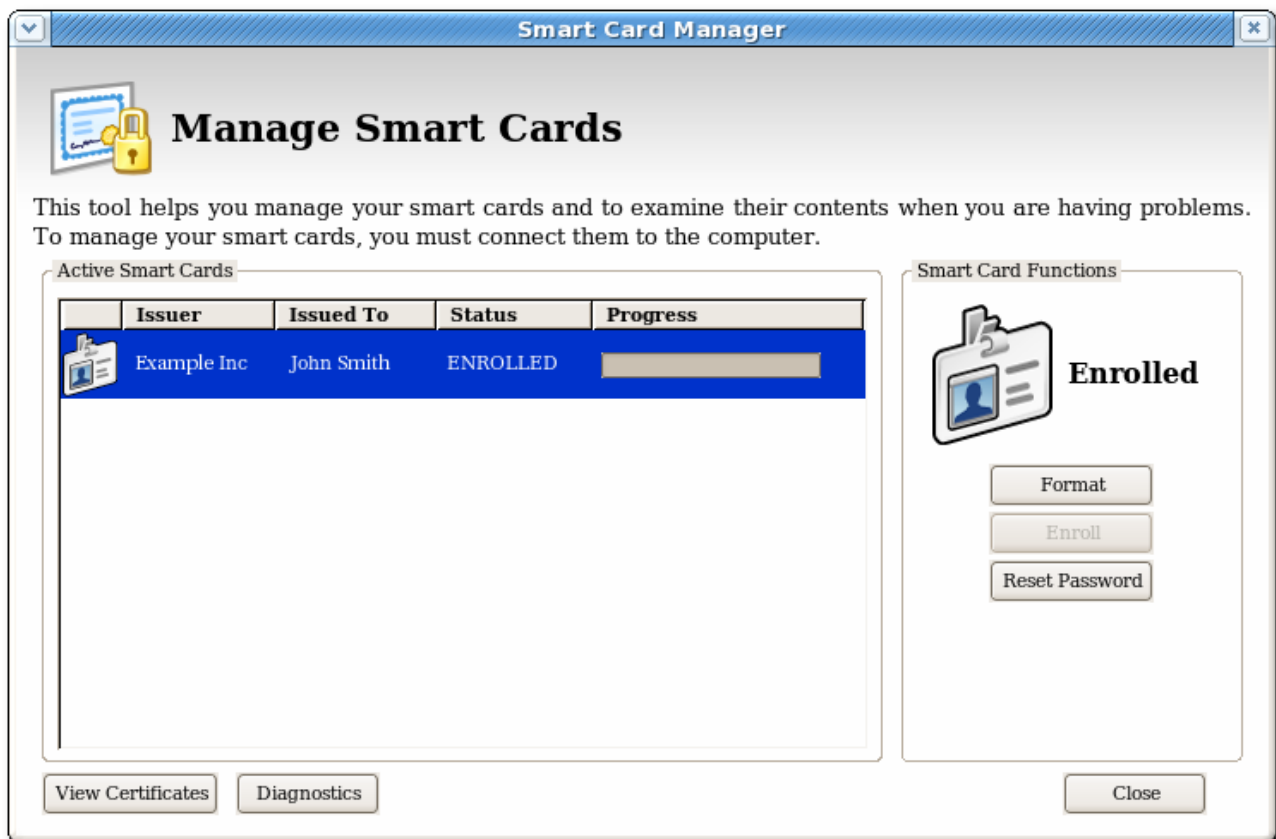 Smart Card Manager
Manage Smart Cards
This tool helps you manage your smart cards and to examine their contents when you are having problems.
To manage your smart cards, you must connect them to the computer.
Active Smart Cards
Issuer Issued To Status Progress
Example Inc John Smith ENROLLED
Smart Card Functions
Enrolled
Format
Enroll
Reset Password
View Certificates Diagnostics Close